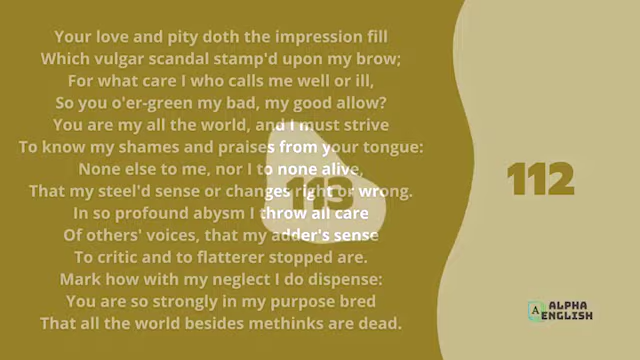 Your love and pity doth the impression fill
Which vulgar scandal stamp'd upon my brow;
For what care I who calls me well or ill,
So you o'er-green my bad, my good allow?
You are my all the world, and I must strive
To know my shames and praises from your tongue:
None else to me, nor I to none alive,
That my steel'd sense or changes right or wrong.
In so profound abysm I throw all care
Of others' voices, that my adder's sense
To critic and to flatterer stopped are.
Mark how with my neglect I do dispense:
You are so strongly in my purpose bred
That all the world besides methinks are dead.
113
112
A
ALPHA
ENGLISH